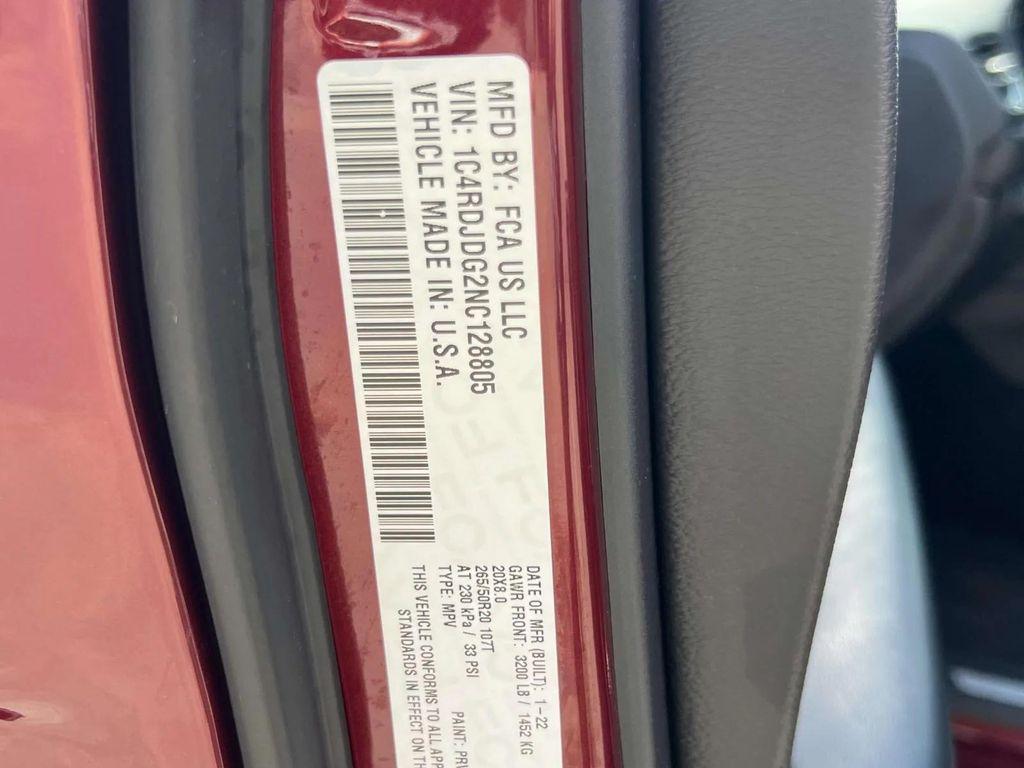 MFD BY: FCA US LLC
VIN: 1C4RDJDG2NC128805
VEHICLE MADE IN: U.S.A.
DATE OF MFR (BUILT): 1-22
GAWR FRONT: 3200 LB / 1452 KG
20X8.0
265/50R20 107T
AT 230 kPa / 33 PSI
TYPE: MPV PAINT: PRV
THIS VEHICLE CONFORMS TO ALL APP
STANDARDS IN EFFECT ON TH